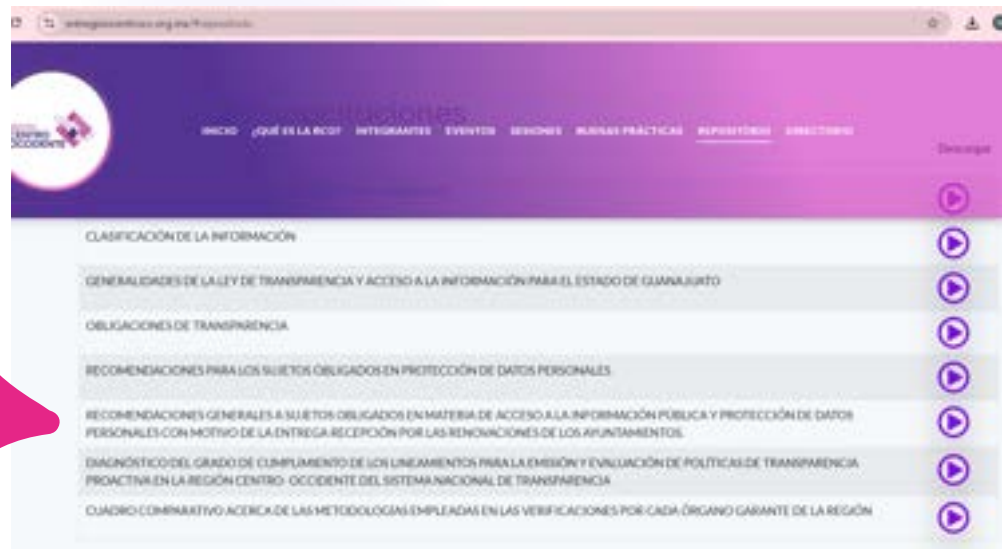 CENTRO
OCCIDENTE
INICIO ¿QUÉ ES LA RCO? INTEGRANTES EVENTOS SESIONES BUENAS PRÁCTICAS REPOSITORIO DIRECTORIO
Descargar
CLASIFICACIÓN DE LA INFORMACIÓN
GENERALIDADES DE LA LEY DE TRANSPARENCIA Y ACCESO A LA INFORMACIÓN PARA EL ESTADO DE GUANAJUATO
OBLIGACIONES DE TRANSPARENCIA
RECOMENDACIONES PARA LOS SUJETOS OBLIGADOS EN PROTECCIÓN DE DATOS PERSONALES
RECOMENDACIONES GENERALES A SUJETOS OBLIGADOS EN MATERIA DE ACCESO A LA INFORMACIÓN PÚBLICA Y PROTECCIÓN DE DATOS
PERSONALES CON MOTIVO DE LA ENTREGA RECEPCIÓN POR LAS RENOVACIONES DE LOS AYUNTAMIENTOS.
DIAGNÓSTICO DEL GRADO DE CUMPLIMIENTO DE LOS LINEAMIENTOS PARA LA EMISIÓN Y EVALUACIÓN DE POLÍTICAS DE TRANSPARENCIA
PROACTIVA EN LA REGIÓN CENTRO- OCCIDENTE DEL SISTEMA NACIONAL DE TRANSPARENCIA
CUADRO COMPARATIVO ACERCA DE LAS METODOLOGÍAS EMPLEADAS EN LAS VERIFICACIONES POR CADA ÓRGANO GARANTE DE LA REGIÓN